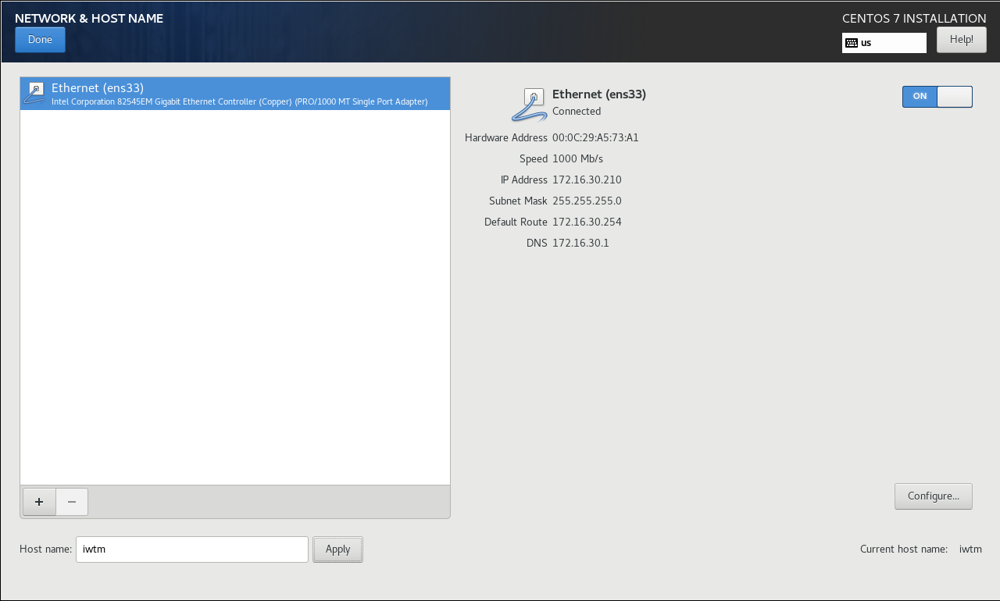 NETWORK & HOST NAME
CENTOS 7 INSTALLATION
Done
us
Help!
Ethernet (ens33)
Intel Corporation 82545EM Gigabit Ethernet Controller (Copper) (PRO/1000 MT Single Port Adapter)
Ethernet (ens33)
Connected
ON
Hardware Address 00:0C:29:A5:73:A1
Speed 1000 Mb/s
IP Address 172.16.30.210
Subnet Mask 255.255.255.0
Default Route 172.16.30.254
DNS 172.16.30.1
+ −
Configure...
Host name: iwtm Apply
Current host name: iwtm